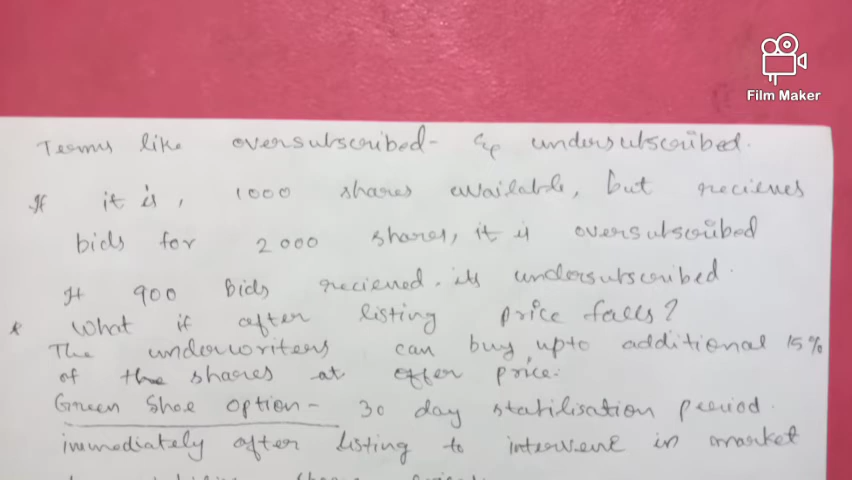 Film Maker
Terms like oversubscribed & undersubscribed.
If it is, 1000 shares available, but recieves
bids for 2000 shares, it is oversubscribed
If 900 bids recieved, its undersubscribed.
* What if after listing price falls?
The underwriters can buy upto additional 15%
of the shares at offer price.
Green Shoe Option - 30 day stabilisation period
immediately after listing to intervene in market